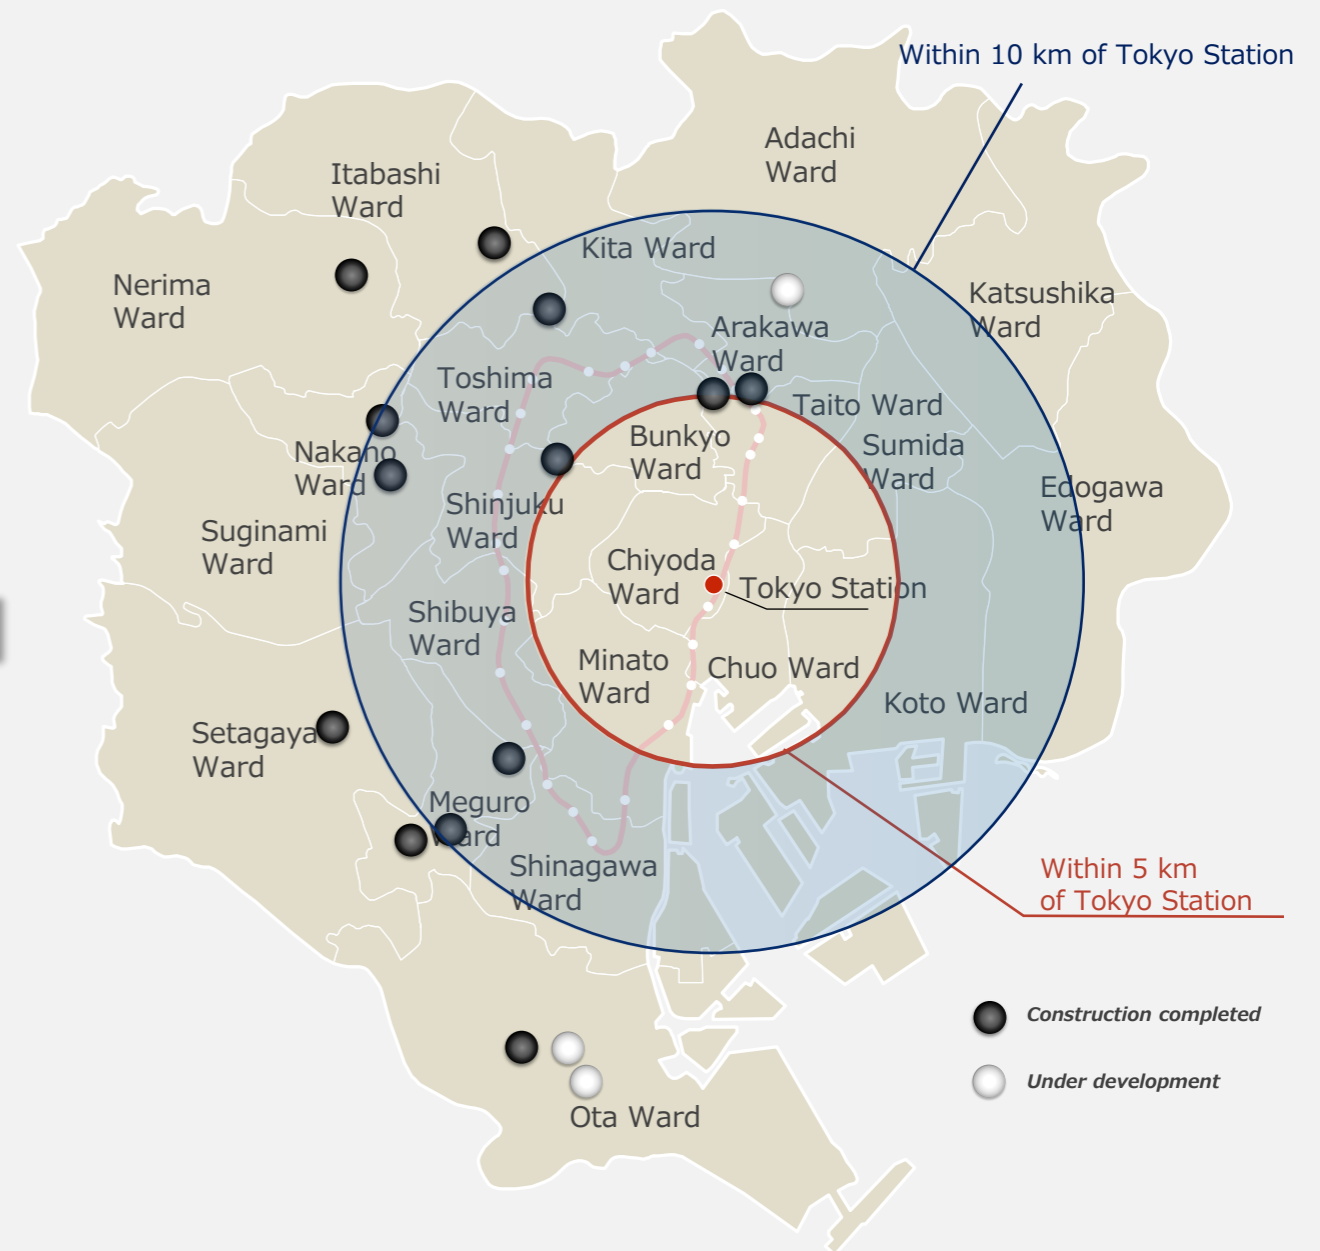 Within 10 km of Tokyo Station
Adachi
Ward
Itabashi
Ward
Kita Ward
Nerima
Ward
Katsushika
Ward
Arakawa
Ward
Toshima
Ward
Taito Ward
Bunkyo
Ward
Sumida
Ward
Nakano
Ward
Edogawa
Ward
Shinjuku
Ward
Suginami
Ward
Chiyoda
Ward
Tokyo Station
Shibuya
Ward
Minato
Ward
Chuo Ward
Koto Ward
Setagaya
Ward
Meguro
Ward
Shinagawa
Ward
Within 5 km
of Tokyo Station
Construction completed
Under development
Ota Ward